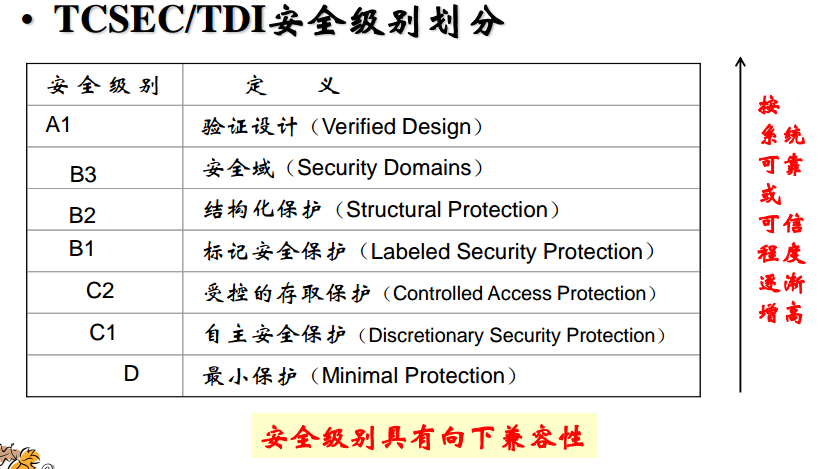 • TCSEC/TDI安全级别划分
安全级别 定 义
A1 验证设计（Verified Design）
B3 安全域（Security Domains）
B2 结构化保护（Structural Protection）
B1 标记安全保护（Labeled Security Protection）
C2 受控的存取保护（Controlled Access Protection）
C1 自主安全保护（Discretionary Security Protection）
D 最小保护（Minimal Protection）
按
系统
可靠
或
可信
程度
逐渐
增高
安全级别具有向下兼容性